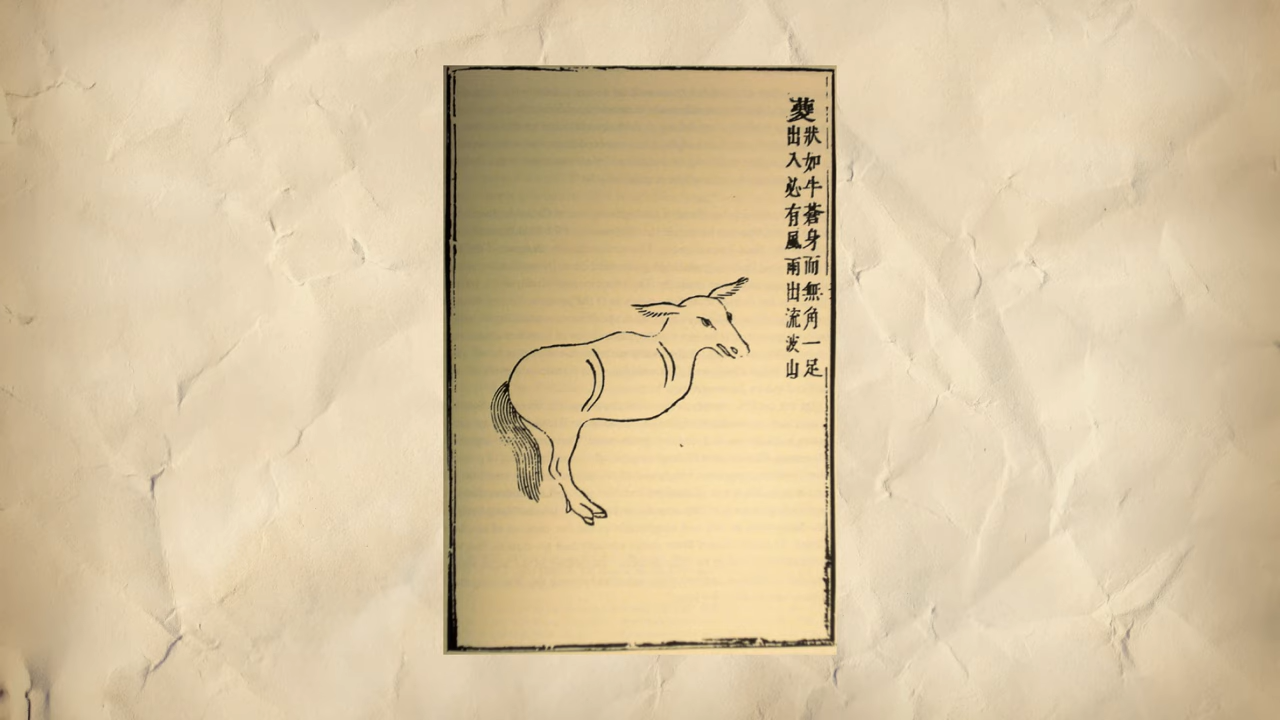 夔
狀如牛蒼身而無角一足
出入必有風雨出流波山